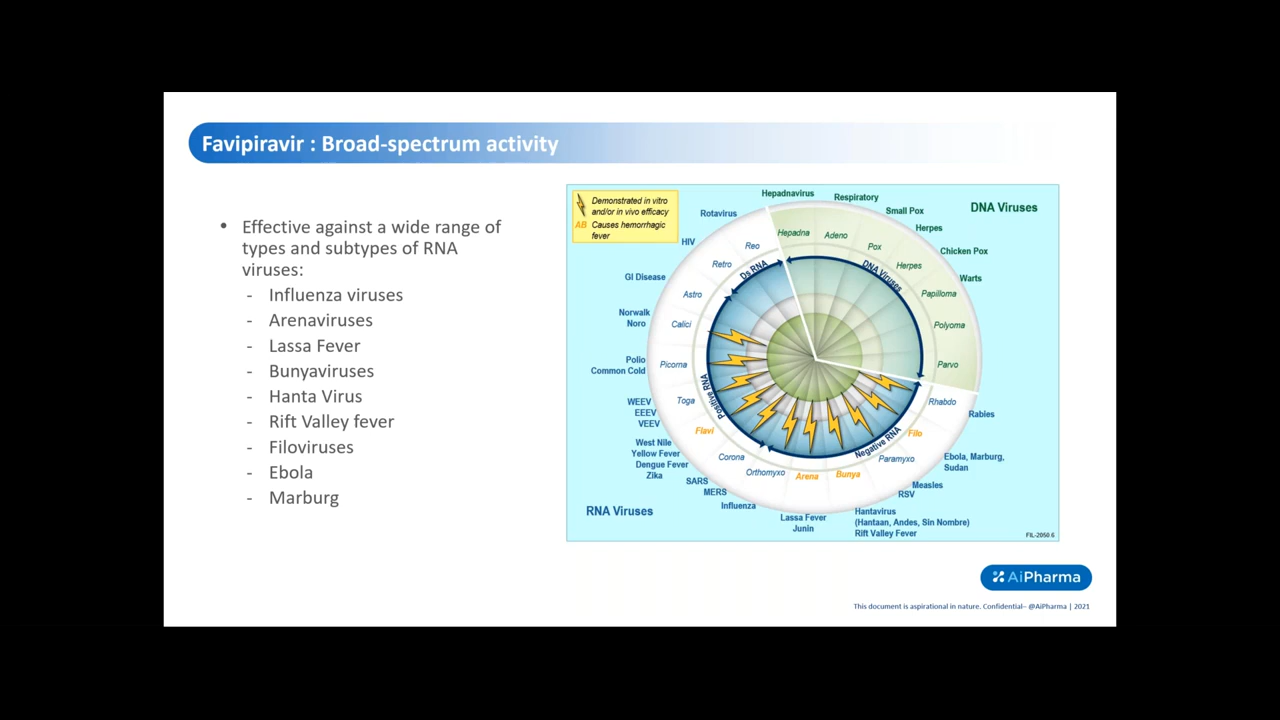 Favipiravir : Broad-spectrum activity
• Effective against a wide range of
types and subtypes of RNA
viruses:
- Influenza viruses
- Arenaviruses
- Lassa Fever
- Bunyaviruses
- Hanta Virus
- Rift Valley fever
- Filoviruses
- Ebola
- Marburg
Demonstrated in vitro
and/or in vivo efficacy
AB Causes hemorrhagic
fever
DNA Viruses
Hepadnavirus
Respiratory
Small Pox
Herpes
Chicken Pox
Warts
Hepadna
Adeno
Pox
Herpes
Papilloma
Polyoma
Parvo
DNA Viruses
Rotavirus
HIV
GI Disease
Norwalk
Noro
Polio
Common Cold
WEEV
EEEV
VEEV
West Nile
Yellow Fever
Dengue Fever
Zika
SARS
MERS
Influenza
Lassa Fever
Junin
Hantavirus
(Hantaan, Andes, Sin Nombre)
Rift Valley Fever
Measles
RSV
Ebola, Marburg,
Sudan
Rabies
Reo
Retro
Astro
Calici
Picorna
Toga
Flavi
Corona
Orthomyxo
Arena
Bunya
Paramyxo
Filo
Rhabdo
Ds RNA
Positive RNA
Negative RNA
RNA Viruses
FIL-2050 6
AiPharma
This document is aspirational in nature. Confidential– @AiPharma | 2021